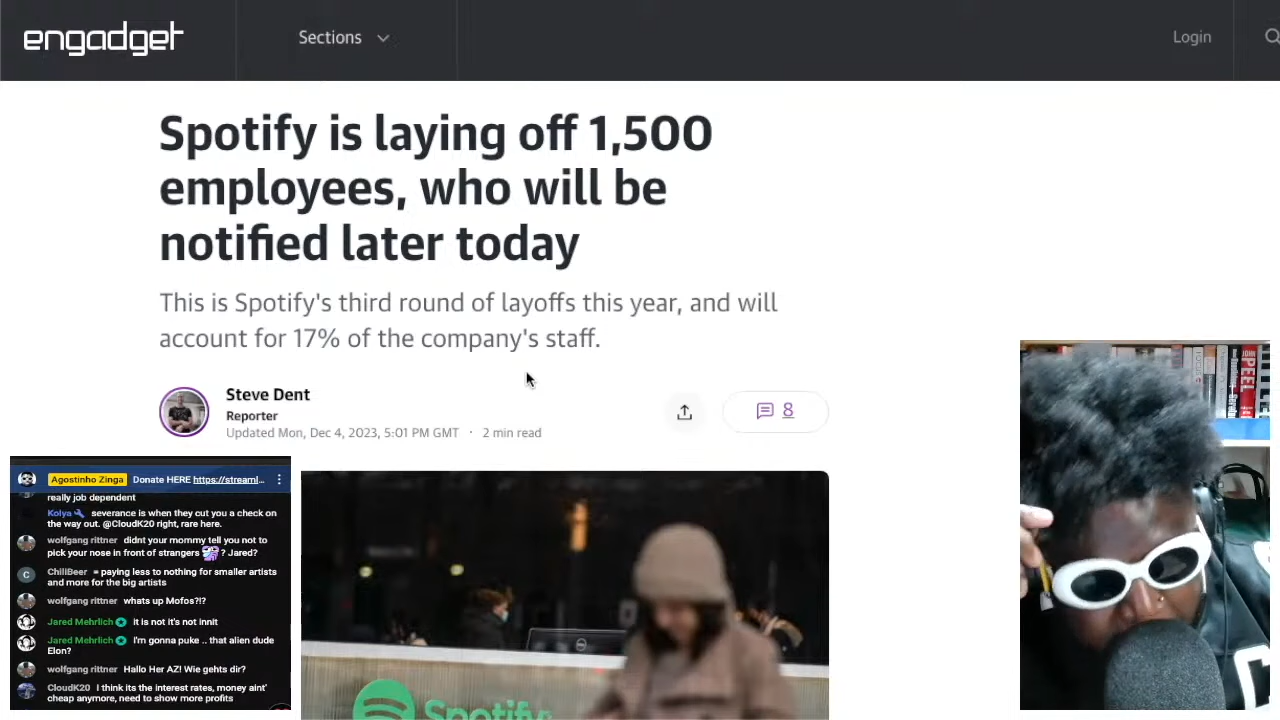 engadget
Sections
Login
Spotify is laying off 1,500
employees, who will be
notified later today
This is Spotify's third round of layoffs this year, and will
account for 17% of the company's staff.
Steve Dent
Reporter
Updated Mon, Dec 4, 2023, 5:01 PM GMT · 2 min read
8
Agostinho Zinga Donate HERE https://streaml...
really job dependent
Kolya severance is when they cut you a check
on the way out. @CloudK20 right, rare here.
wolfgang rittner didnt your mommy tell you not to
pick your nose in front of strangers ? Jared?
ChillBeer = paying less to nothing for smaller artists
and more for the big artists
wolfgang rittner whats up Mofos?!?
Jared Mehrlich it is not it's not innit
Jared Mehrlich I'm gonna puke .. that alien dude
Elon?
wolfgang rittner Hallo Her AZ! Wie gehts dir?
CloudK20 I think its the interest rates, money aint'
cheap anymore, need to show more profits
Spotify
PEEL